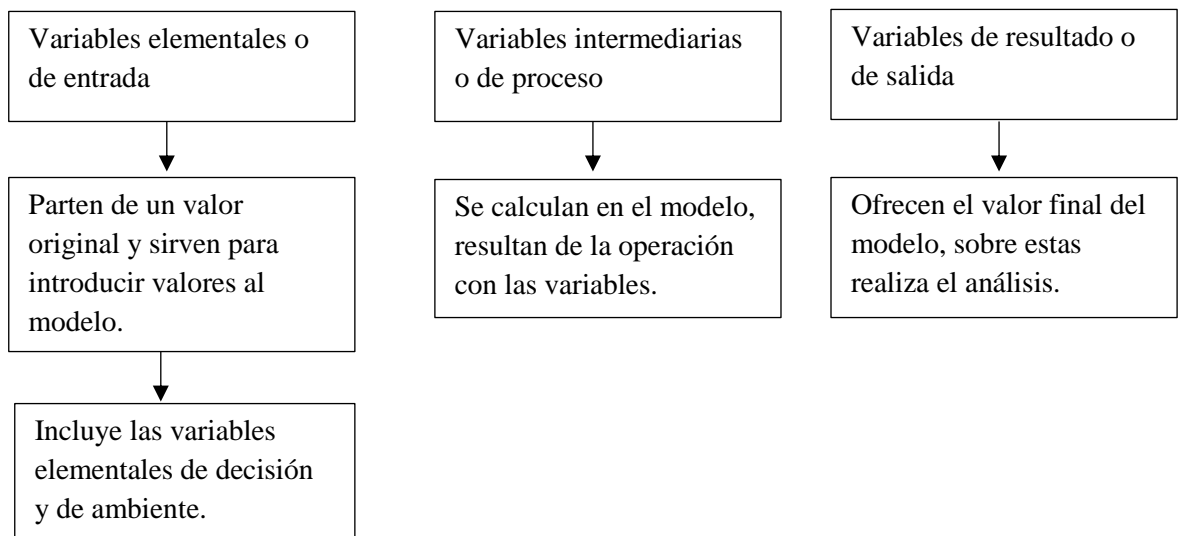 Variables elementales o
de entrada
Variables intermediarias
o de proceso
Variables de resultado o
de salida
Parten de un valor
original y sirven para
introducir valores al
modelo.
Se calculan en el modelo,
resultan de la operación
con las variables.
Ofrecen el valor final del
modelo, sobre estas
realiza el análisis.
Incluye las variables
elementales de decisión
y de ambiente.